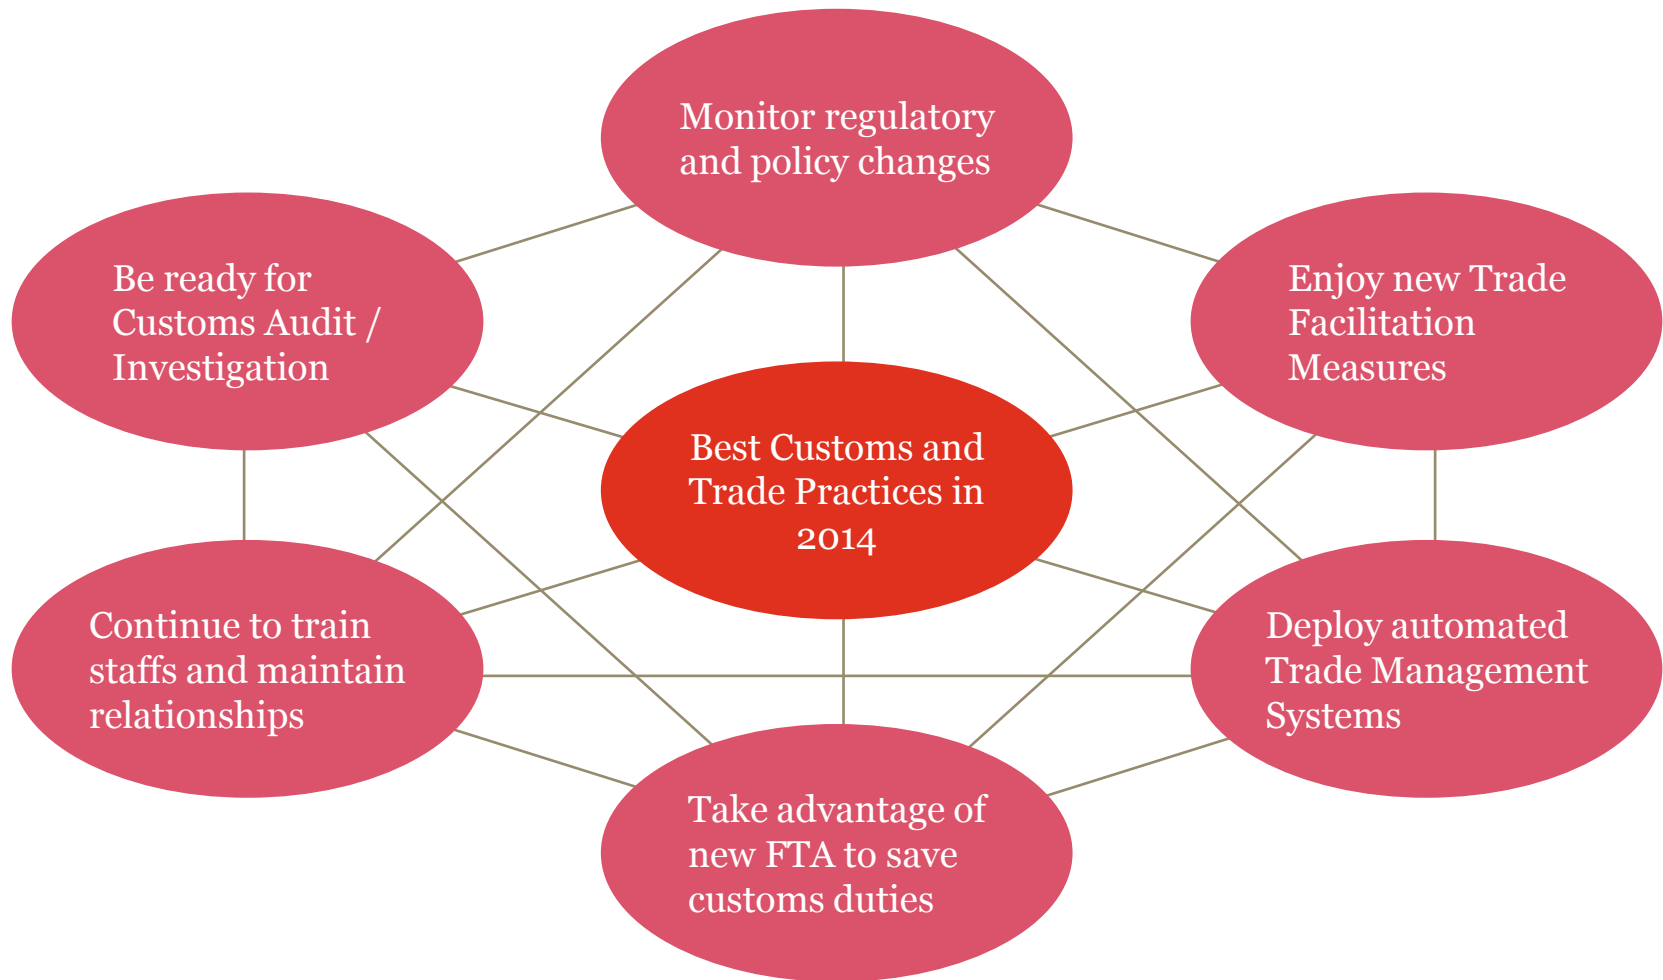 Monitor regulatory
and policy changes
Be ready for
Customs Audit /
Investigation
Enjoy new Trade
Facilitation
Measures
Best Customs and
Trade Practices in
2014
Continue to train
staffs and maintain
relationships
Deploy automated
Trade Management
Systems
Take advantage of
new FTA to save
customs duties